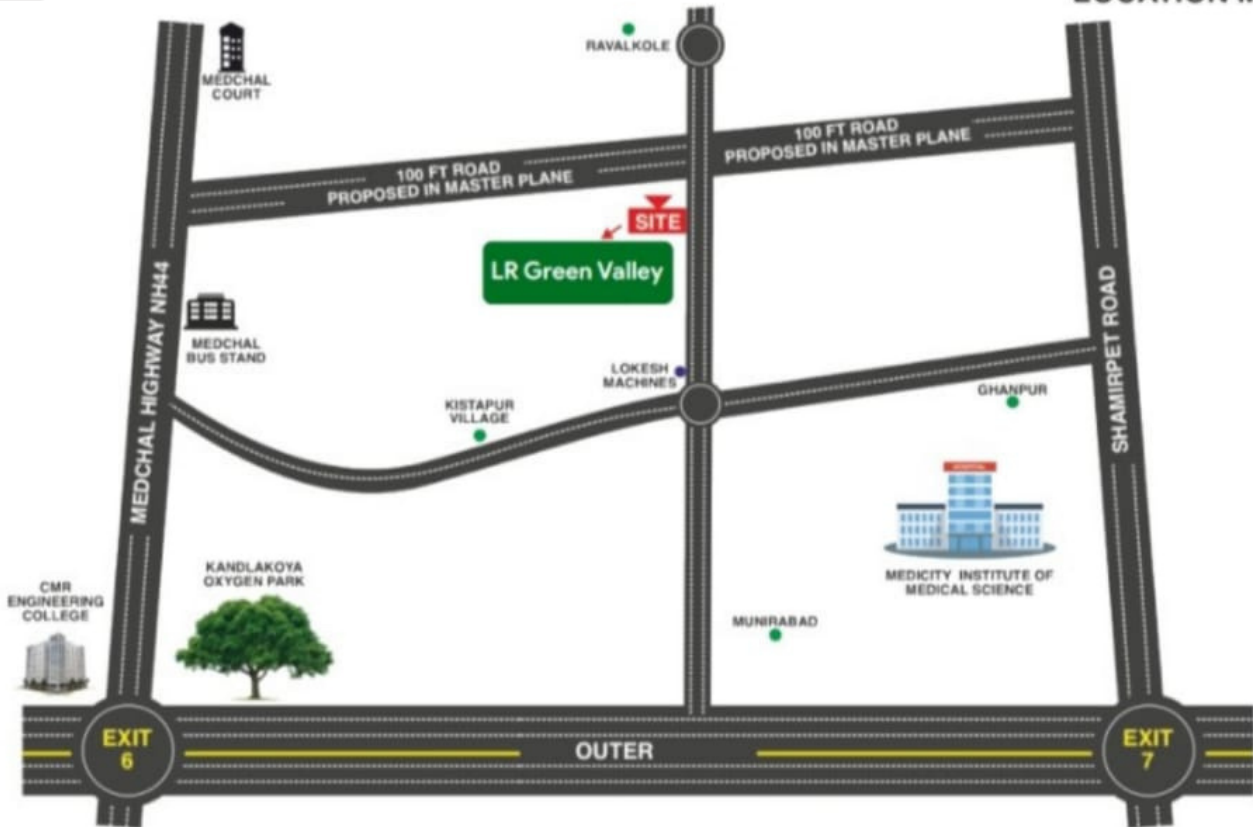 RAVALKOLE
MEDCHAL
COURT
100 FT ROAD
PROPOSED IN MASTER PLANE
100 FT ROAD
PROPOSED IN MASTER PLANE
SITE
LR Green Valley
MEDCHAL HIGHWAY NH44
MEDCHAL
BUS STAND
SHAMIRPET ROAD
LOKESH
MACHINES
KISTAPUR
VILLAGE
GHANPUR
HOSPITAL
MEDICITY INSTITUTE OF
MEDICAL SCIENCE
KANDLAKOYA
OXYGEN PARK
CMR
ENGINEERING
COLLEGE
MUNIRABAD
EXIT
6
OUTER
EXIT
7